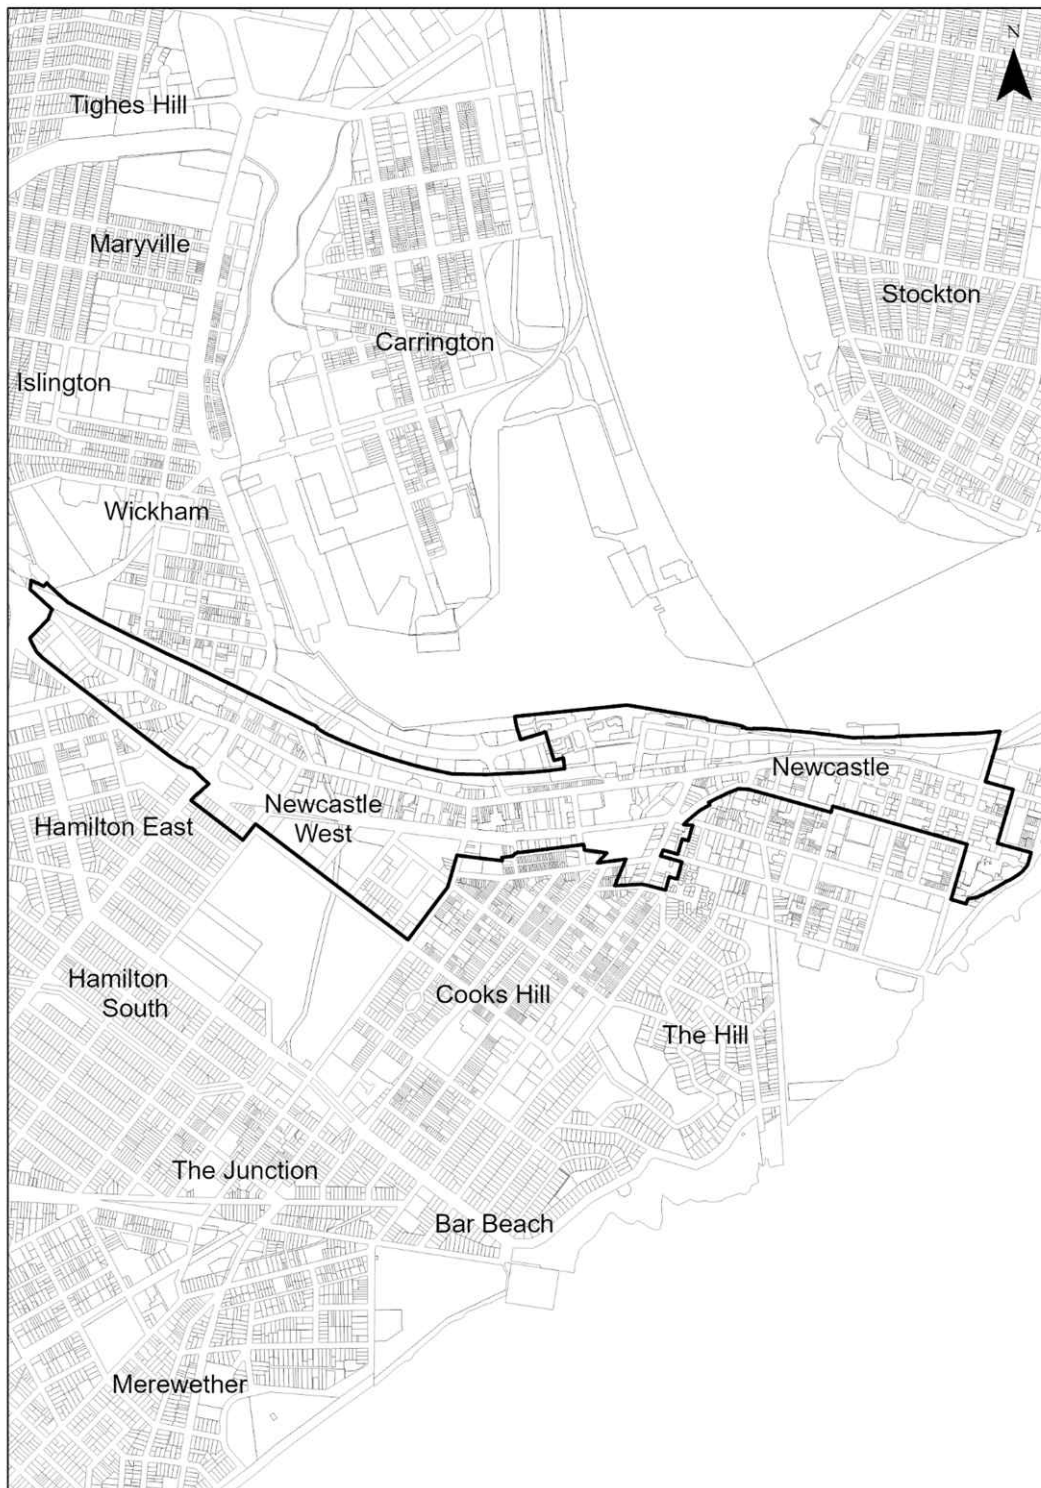 N
Tighes Hill
Maryville
Stockton
Carrington
Islington
Wickham
Newcastle
Newcastle
West
Hamilton East
Hamilton
South
Cooks Hill
The Hill
The Junction
Bar Beach
Merewether